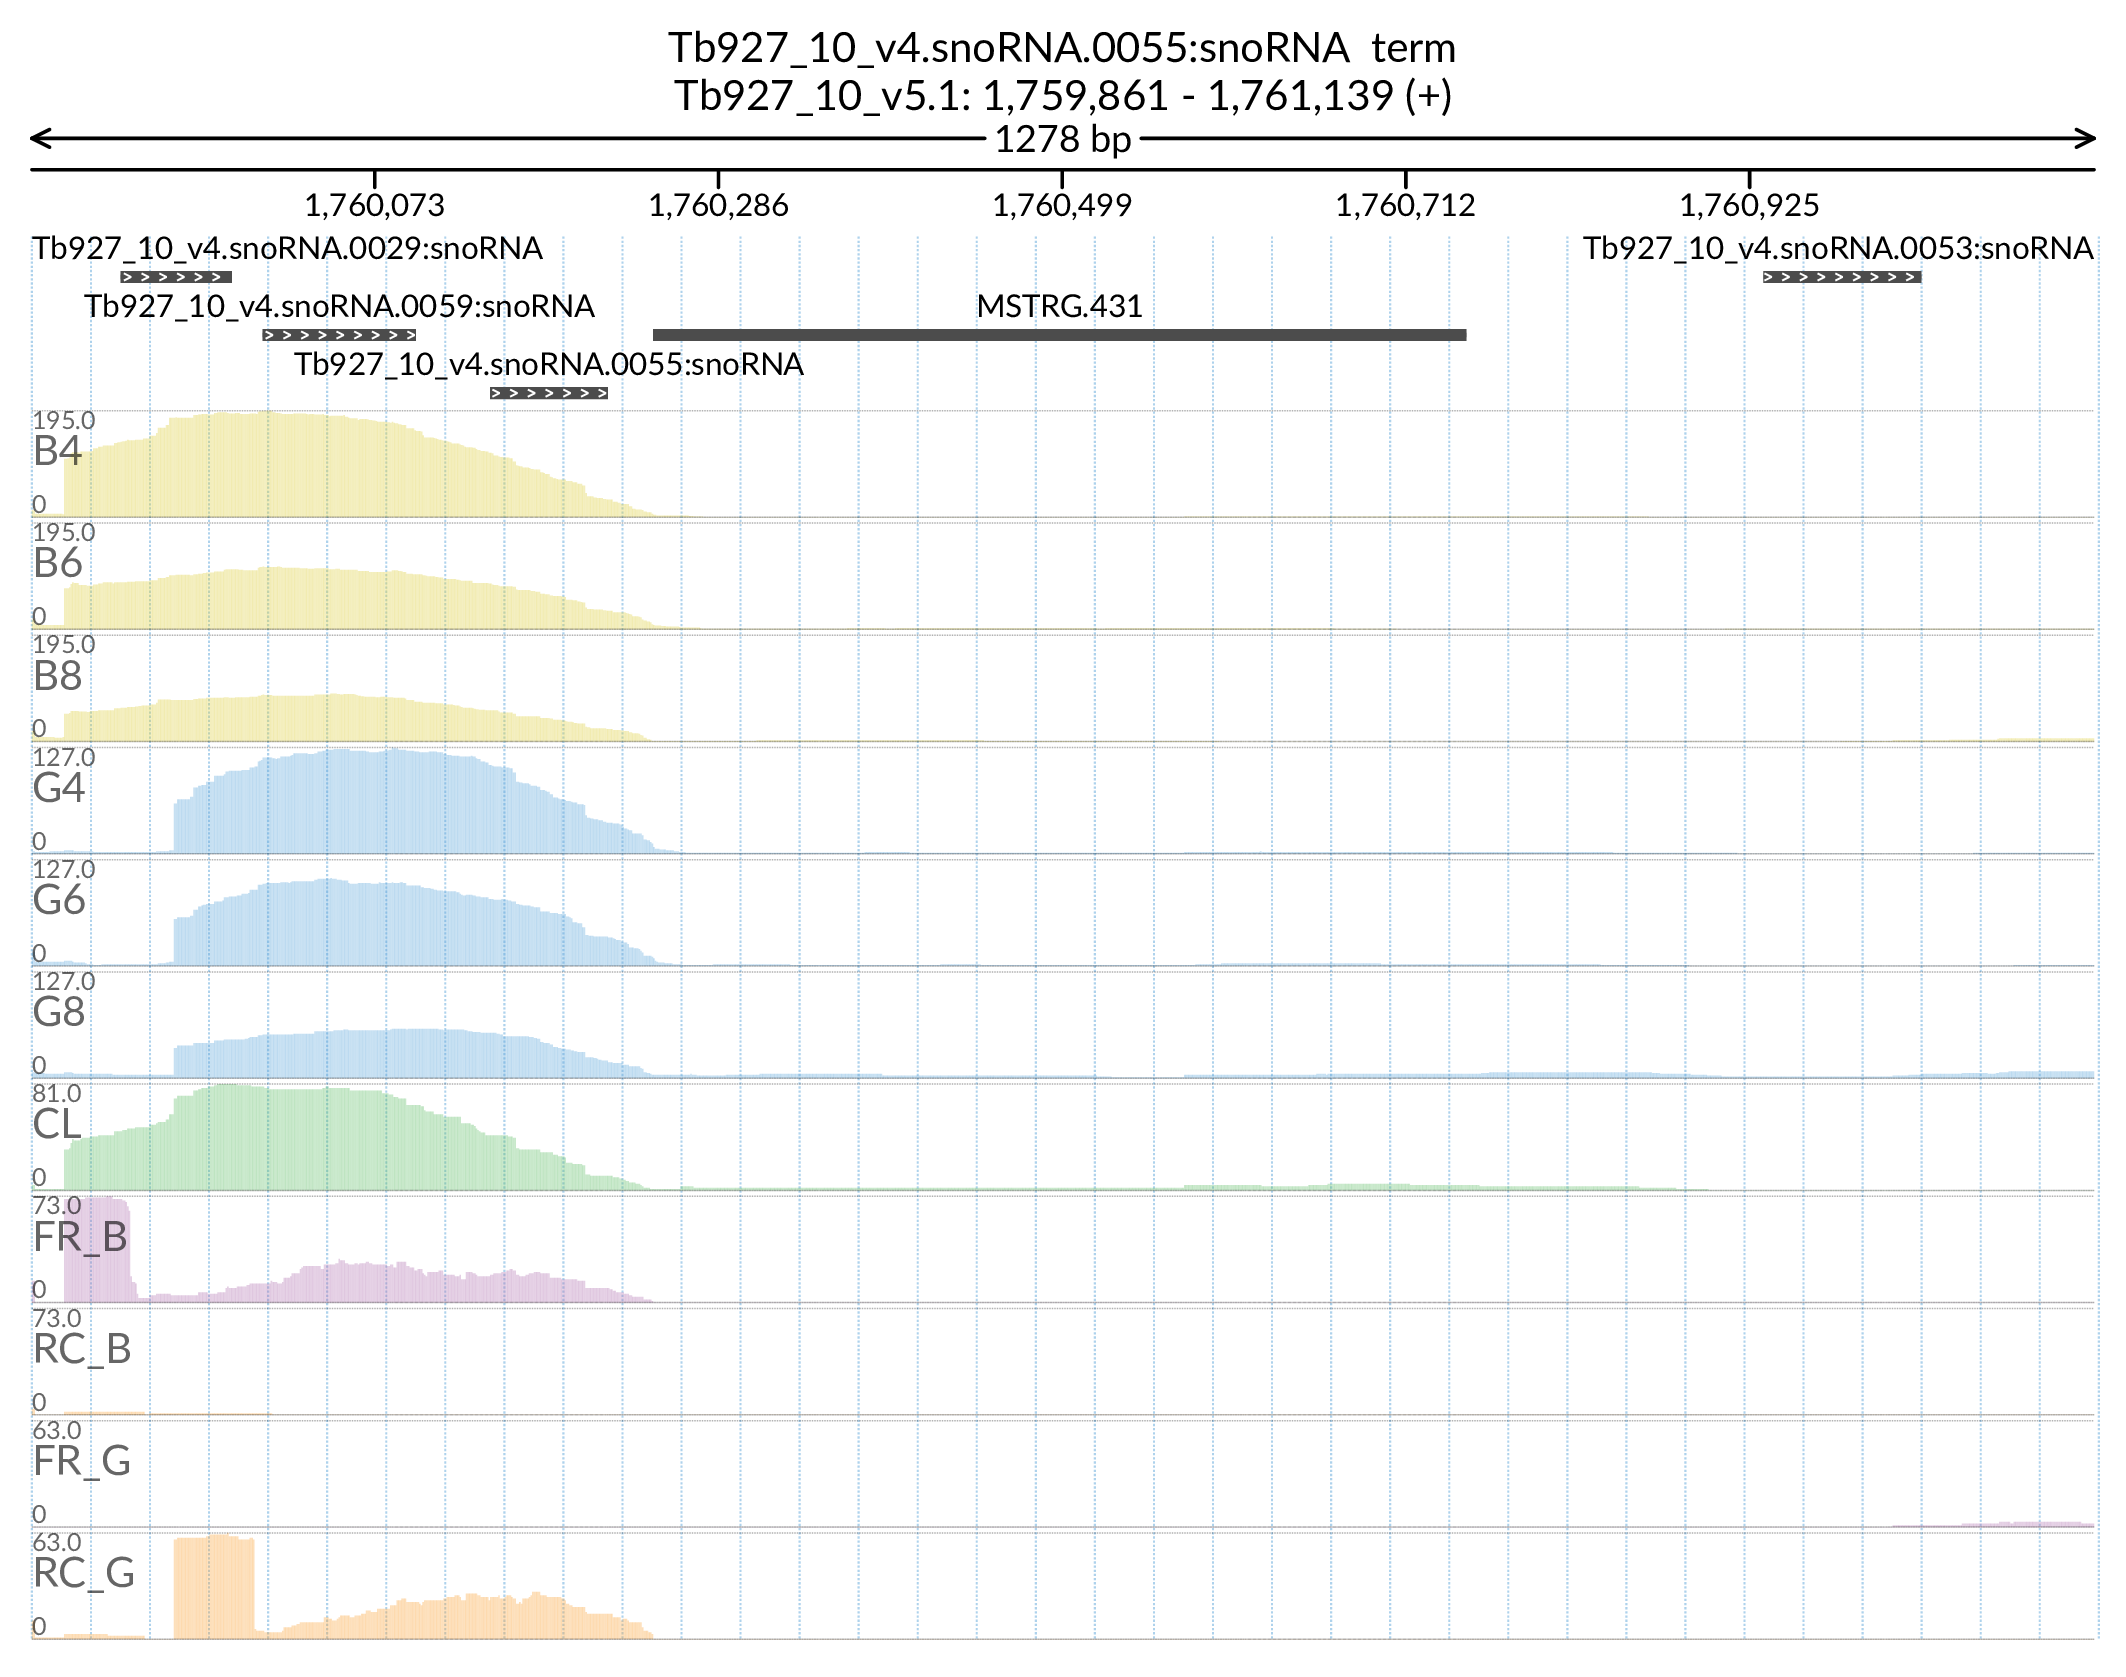 Tb927_10_v4.snoRNA.0055:snoRNA term
Tb927_10_v5.1: 1,759,861 - 1,761,139 (+)
1278 bp
1,760,073 1,760,286 1,760,499 1,760,712 1,760,925
Tb927_10_v4.snoRNA.0029:snoRNA Tb927_10_v4.snoRNA.0053:snoRNA
Tb927_10_v4.snoRNA.0059:snoRNA MSTRG.431
Tb927_10_v4.snoRNA.0055:snoRNA
195.0
B4
0
195.0
B6
0
195.0
B8
0
127.0
G4
0
127.0
G6
0
127.0
G8
0
81.0
CL
0
73.0
FR_B
0
73.0
RC_B
0
63.0
FR_G
0
63.0
RC_G
0